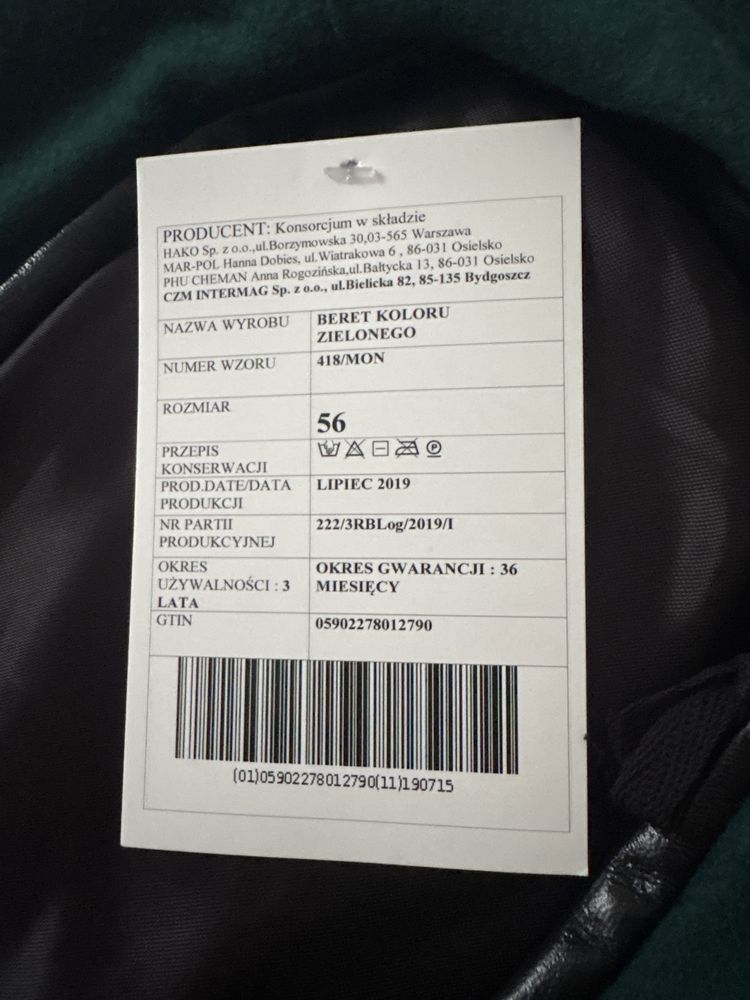 PRODUCENT: Konsorcjum w składzie
HAKO Sp. z o.o.,ul.Borzymowska 30,03-565 Warszawa
MAR-POL Hanna Dobies, ul.Wiatrakowa 6 , 86-031 Osielsko
PHU CHEMAN Anna Rogozińska,ul.Bałtycka 13, 86-031 Osielsko
CZM INTERMAG Sp. z o.o., ul.Bielicka 82, 85-135 Bydgoszcz
NAZWA WYROBU BERET KOLORU
ZIELONEGO
NUMER WZORU 418/MON
ROZMIAR 56
PRZEPIS
KONSERWACJI
PROD.DATE/DATA LIPIEC 2019
PRODUKCJI
NR PARTII 222/3RBLog/2019/I
PRODUKCYJNEJ
OKRES OKRES GWARANCJI : 36
UŻYWALNOŚCI : 3 MIESIĘCY
LATA
GTIN 05902278012790
(01)05902278012790(11)190715